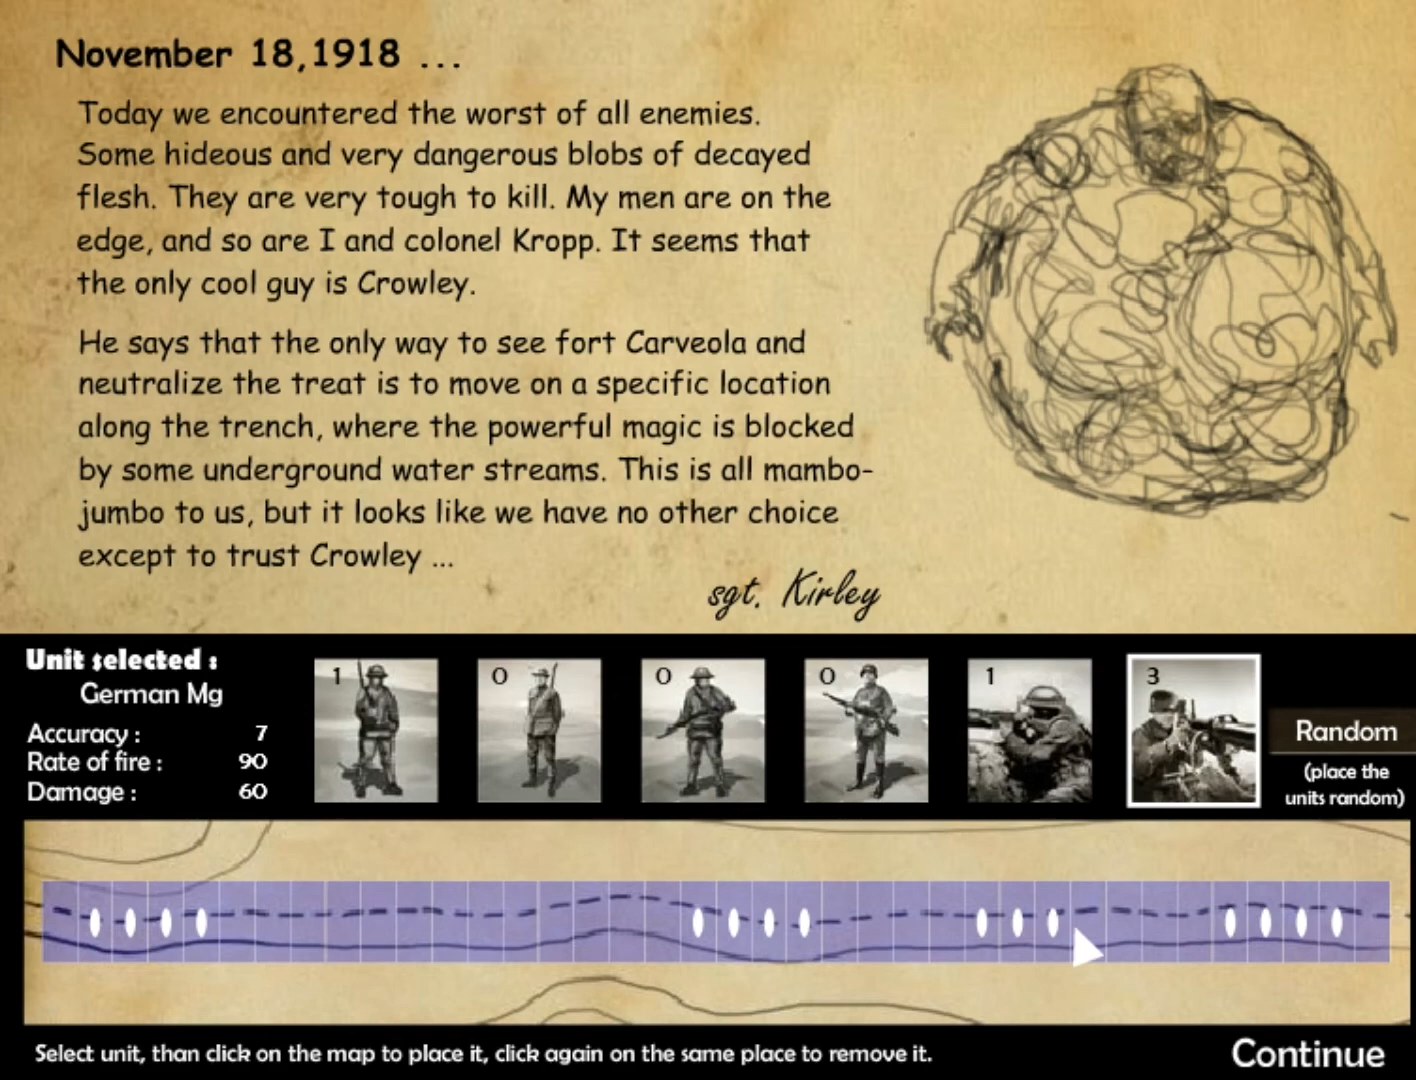 November 18,1918 ...
Today we encountered the worst of all enemies.
Some hideous and very dangerous blobs of decayed
flesh. They are very tough to kill. My men are on the
edge, and so are I and colonel Kropp. It seems that
the only cool guy is Crowley.
He says that the only way to see fort Carveola and
neutralize the treat is to move on a specific location
along the trench, where the powerful magic is blocked
by some underground water streams. This is all mambo-
jumbo to us, but it looks like we have no other choice
except to trust Crowley ...
sgt. Kirley
Unit selected :
German Mg
Accuracy : 7
Rate of fire : 90
Damage : 60
1 0 0 0 1 3
Random
(place the
units random)
Select unit, than click on the map to place it, click again on the same place to remove it.
Continue